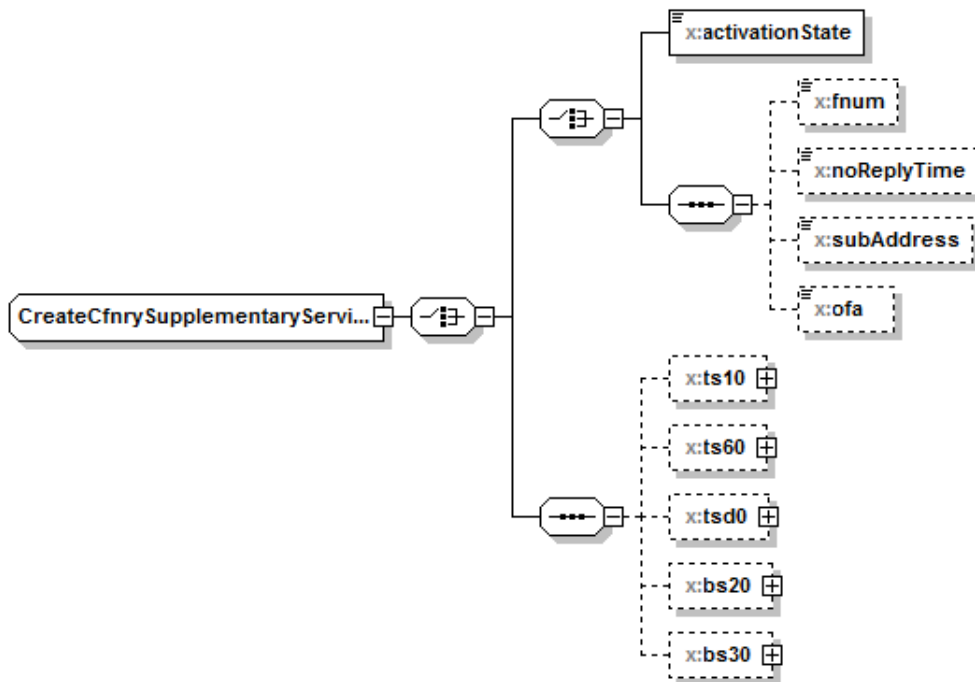 x:activationState
x:fnum
x:noReplyTime
x:subAddress
CreateCfnrySupplementaryServi...
x:ofa
x:ts10
x:ts60
x:tsd0
x:bs20
x:bs30